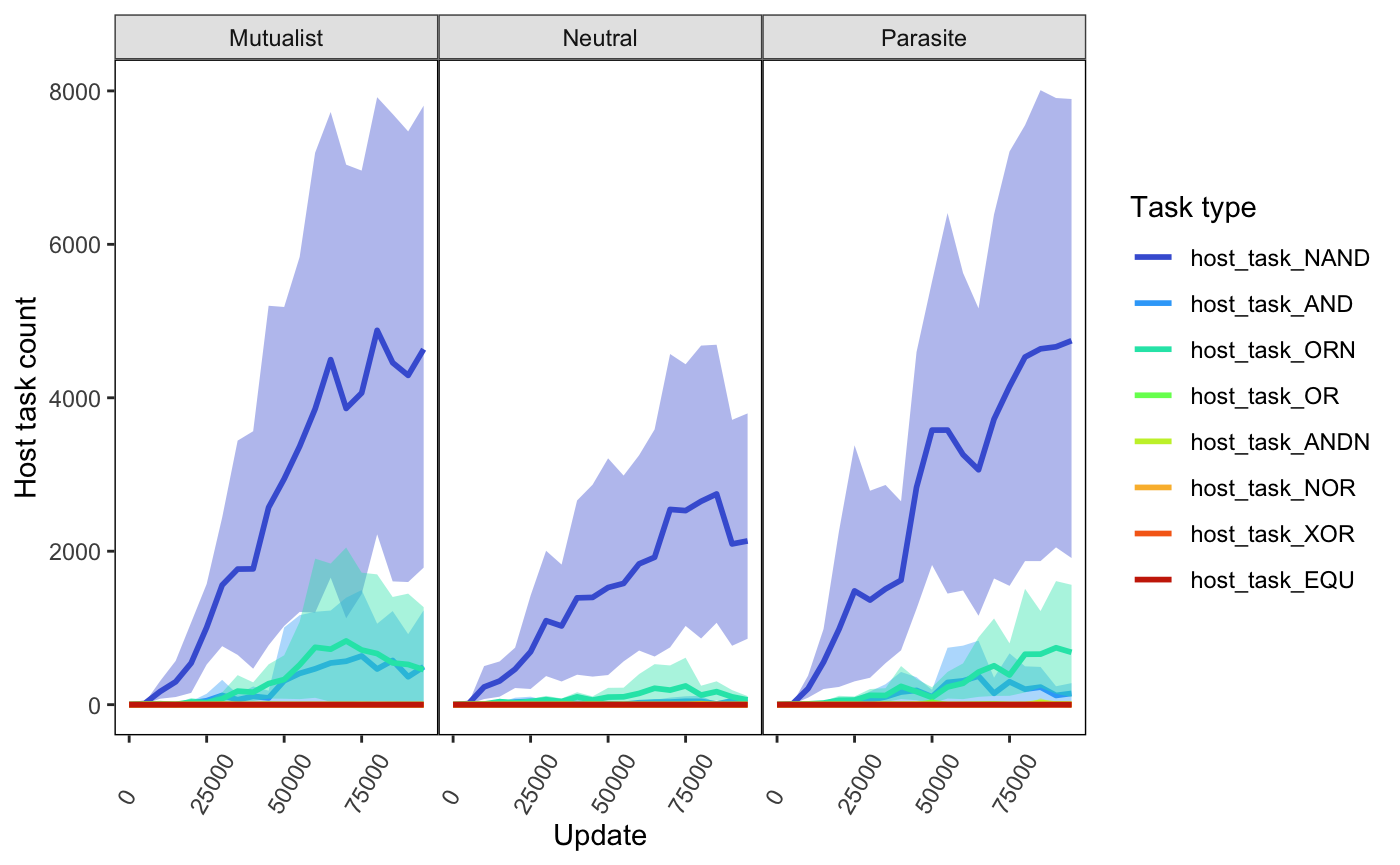 Mutualist Neutral Parasite
8000
6000
4000
2000
0
Host task count
0 25000 50000 75000 0 25000 50000 75000 0 25000 50000 75000
Update
Task type
host_task_NAND
host_task_AND
host_task_ORN
host_task_OR
host_task_ANDN
host_task_NOR
host_task_XOR
host_task_EQU